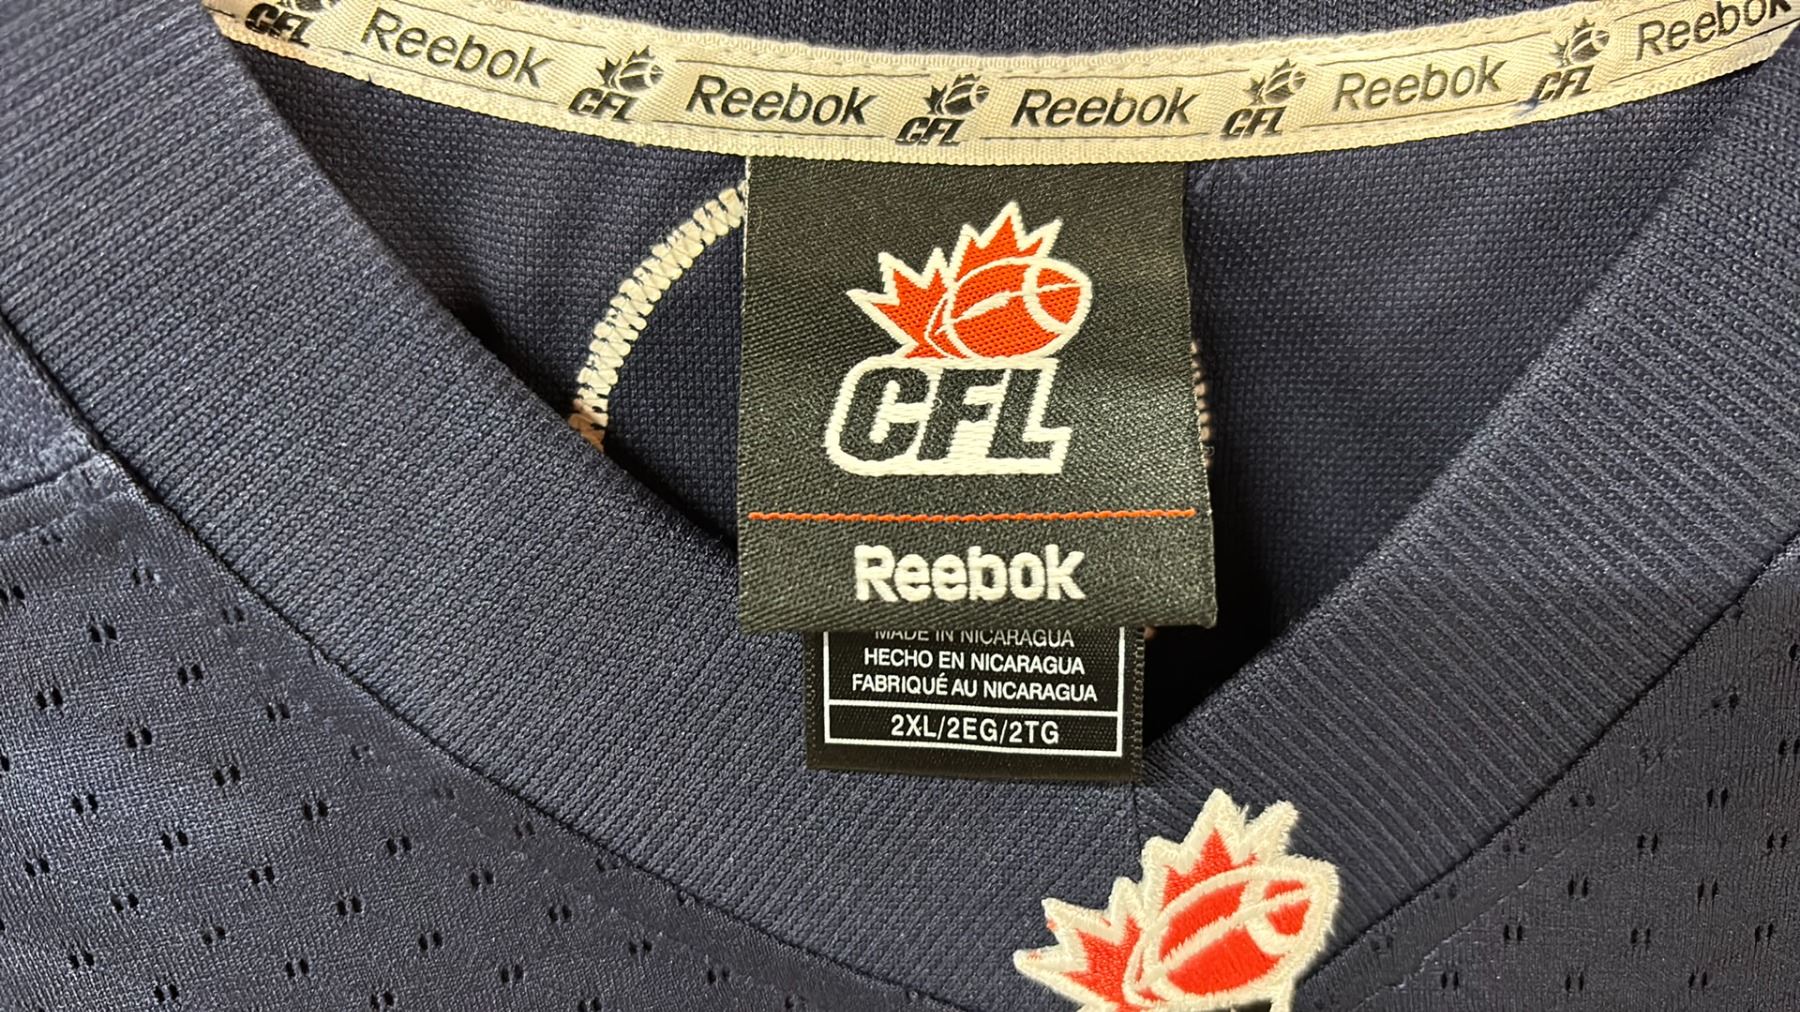 CFL Reebok CFL Reebok CFL Reebok CFL Reebok CFL Reebok
CFL
Reebok
MADE IN NICARAGUA
HECHO EN NICARAGUA
FABRIQUÉ AU NICARAGUA
2XL/2EG/2TG